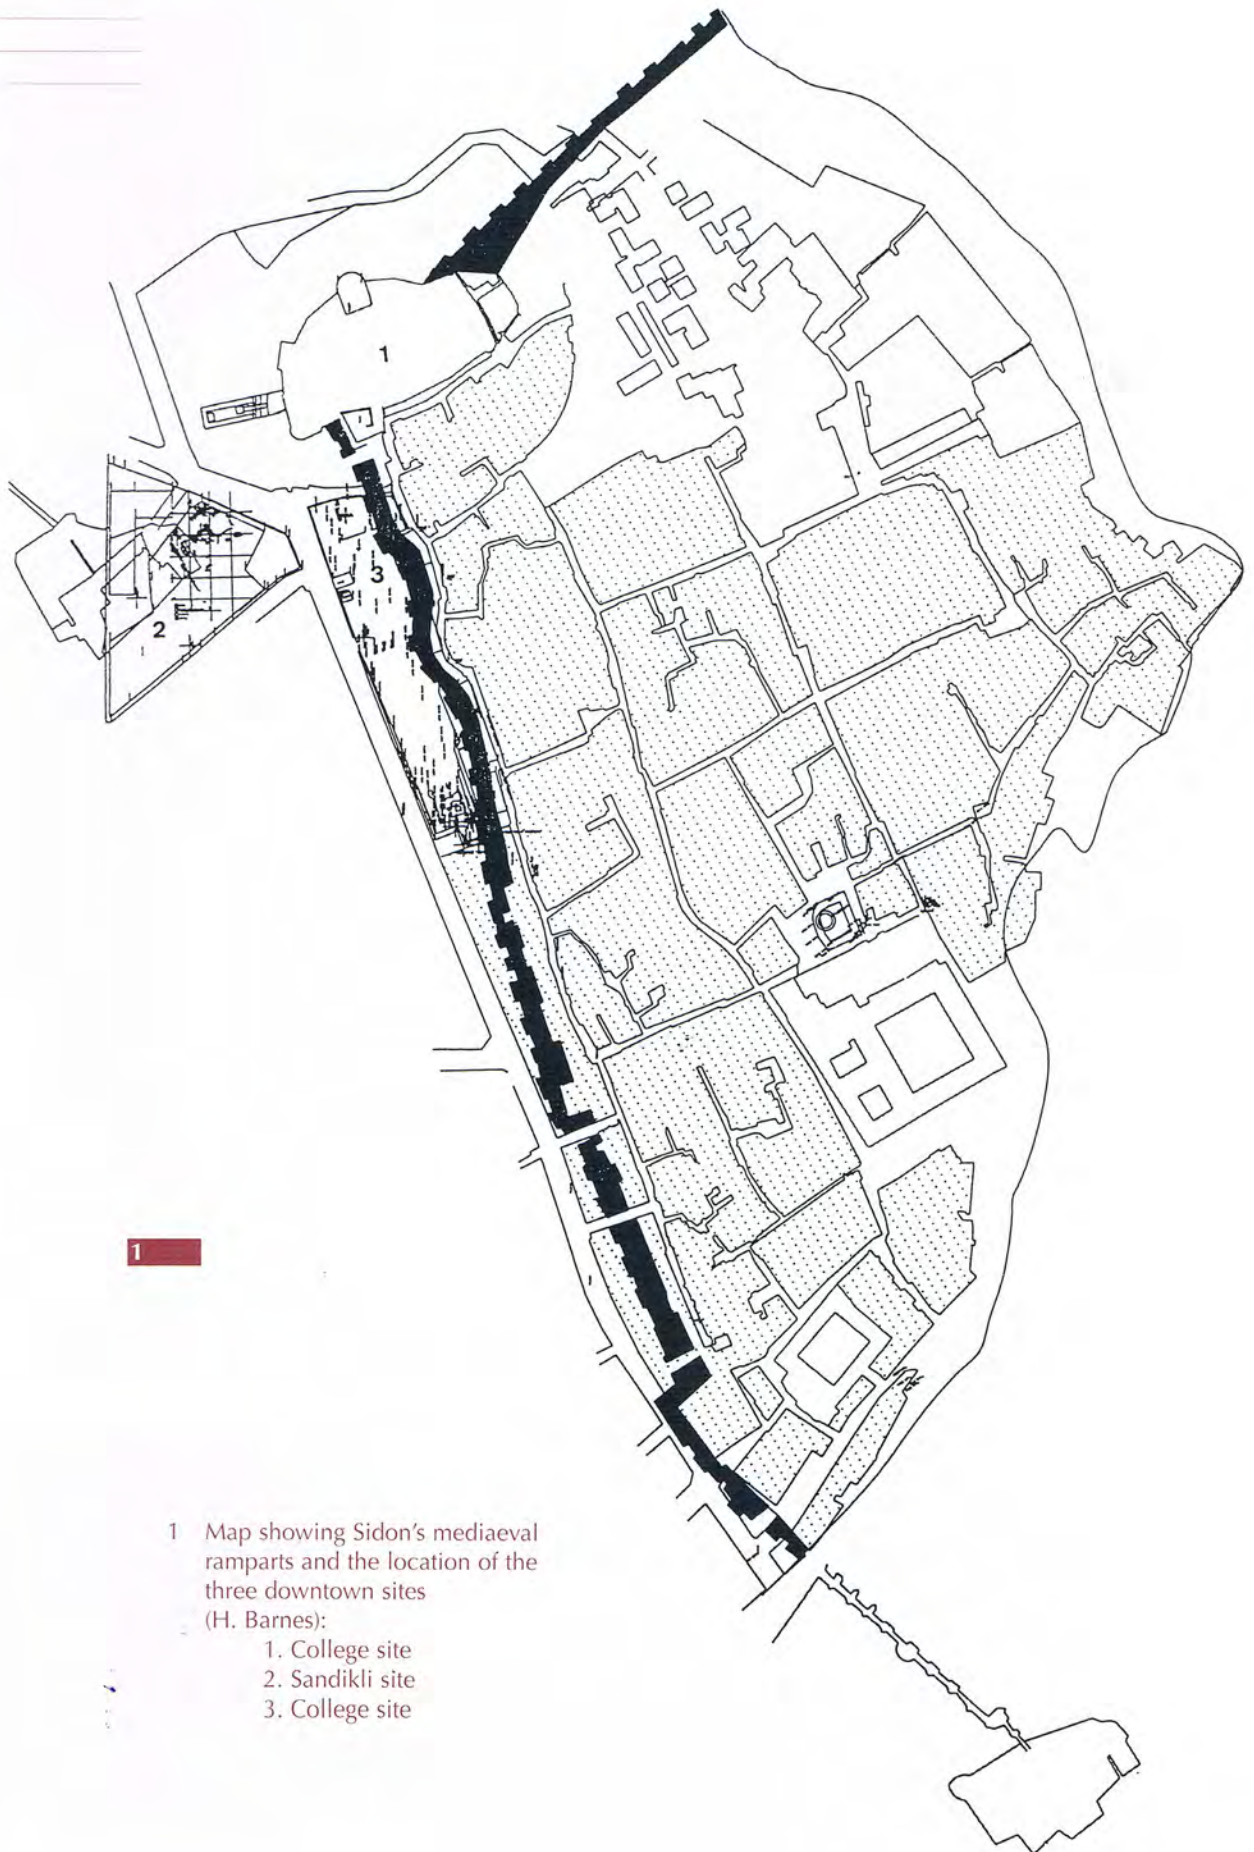 1
3
2
1
1 Map showing Sidon's mediaeval
ramparts and the location of the
three downtown sites
(H. Barnes):
1. College site
2. Sandikli site
3. College site